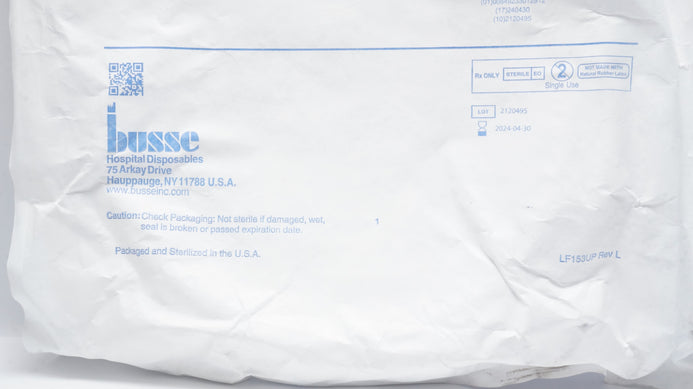 (17)240430
(10)2120495
Rx ONLY STERILE EO 2 NOT MADE WITH
Natural Rubber Latex
Single Use
busse
LOT 2120495
2024-04-30
Hospital Disposables
75 Arkay Drive
Hauppauge, NY 11788 U.S.A.
www.busseinc.com
Caution: Check Packaging: Not sterile if damaged, wet,
seal is broken or passed expiration date.
1
Packaged and Sterilized in the U.S.A.
LF153UP Rev L